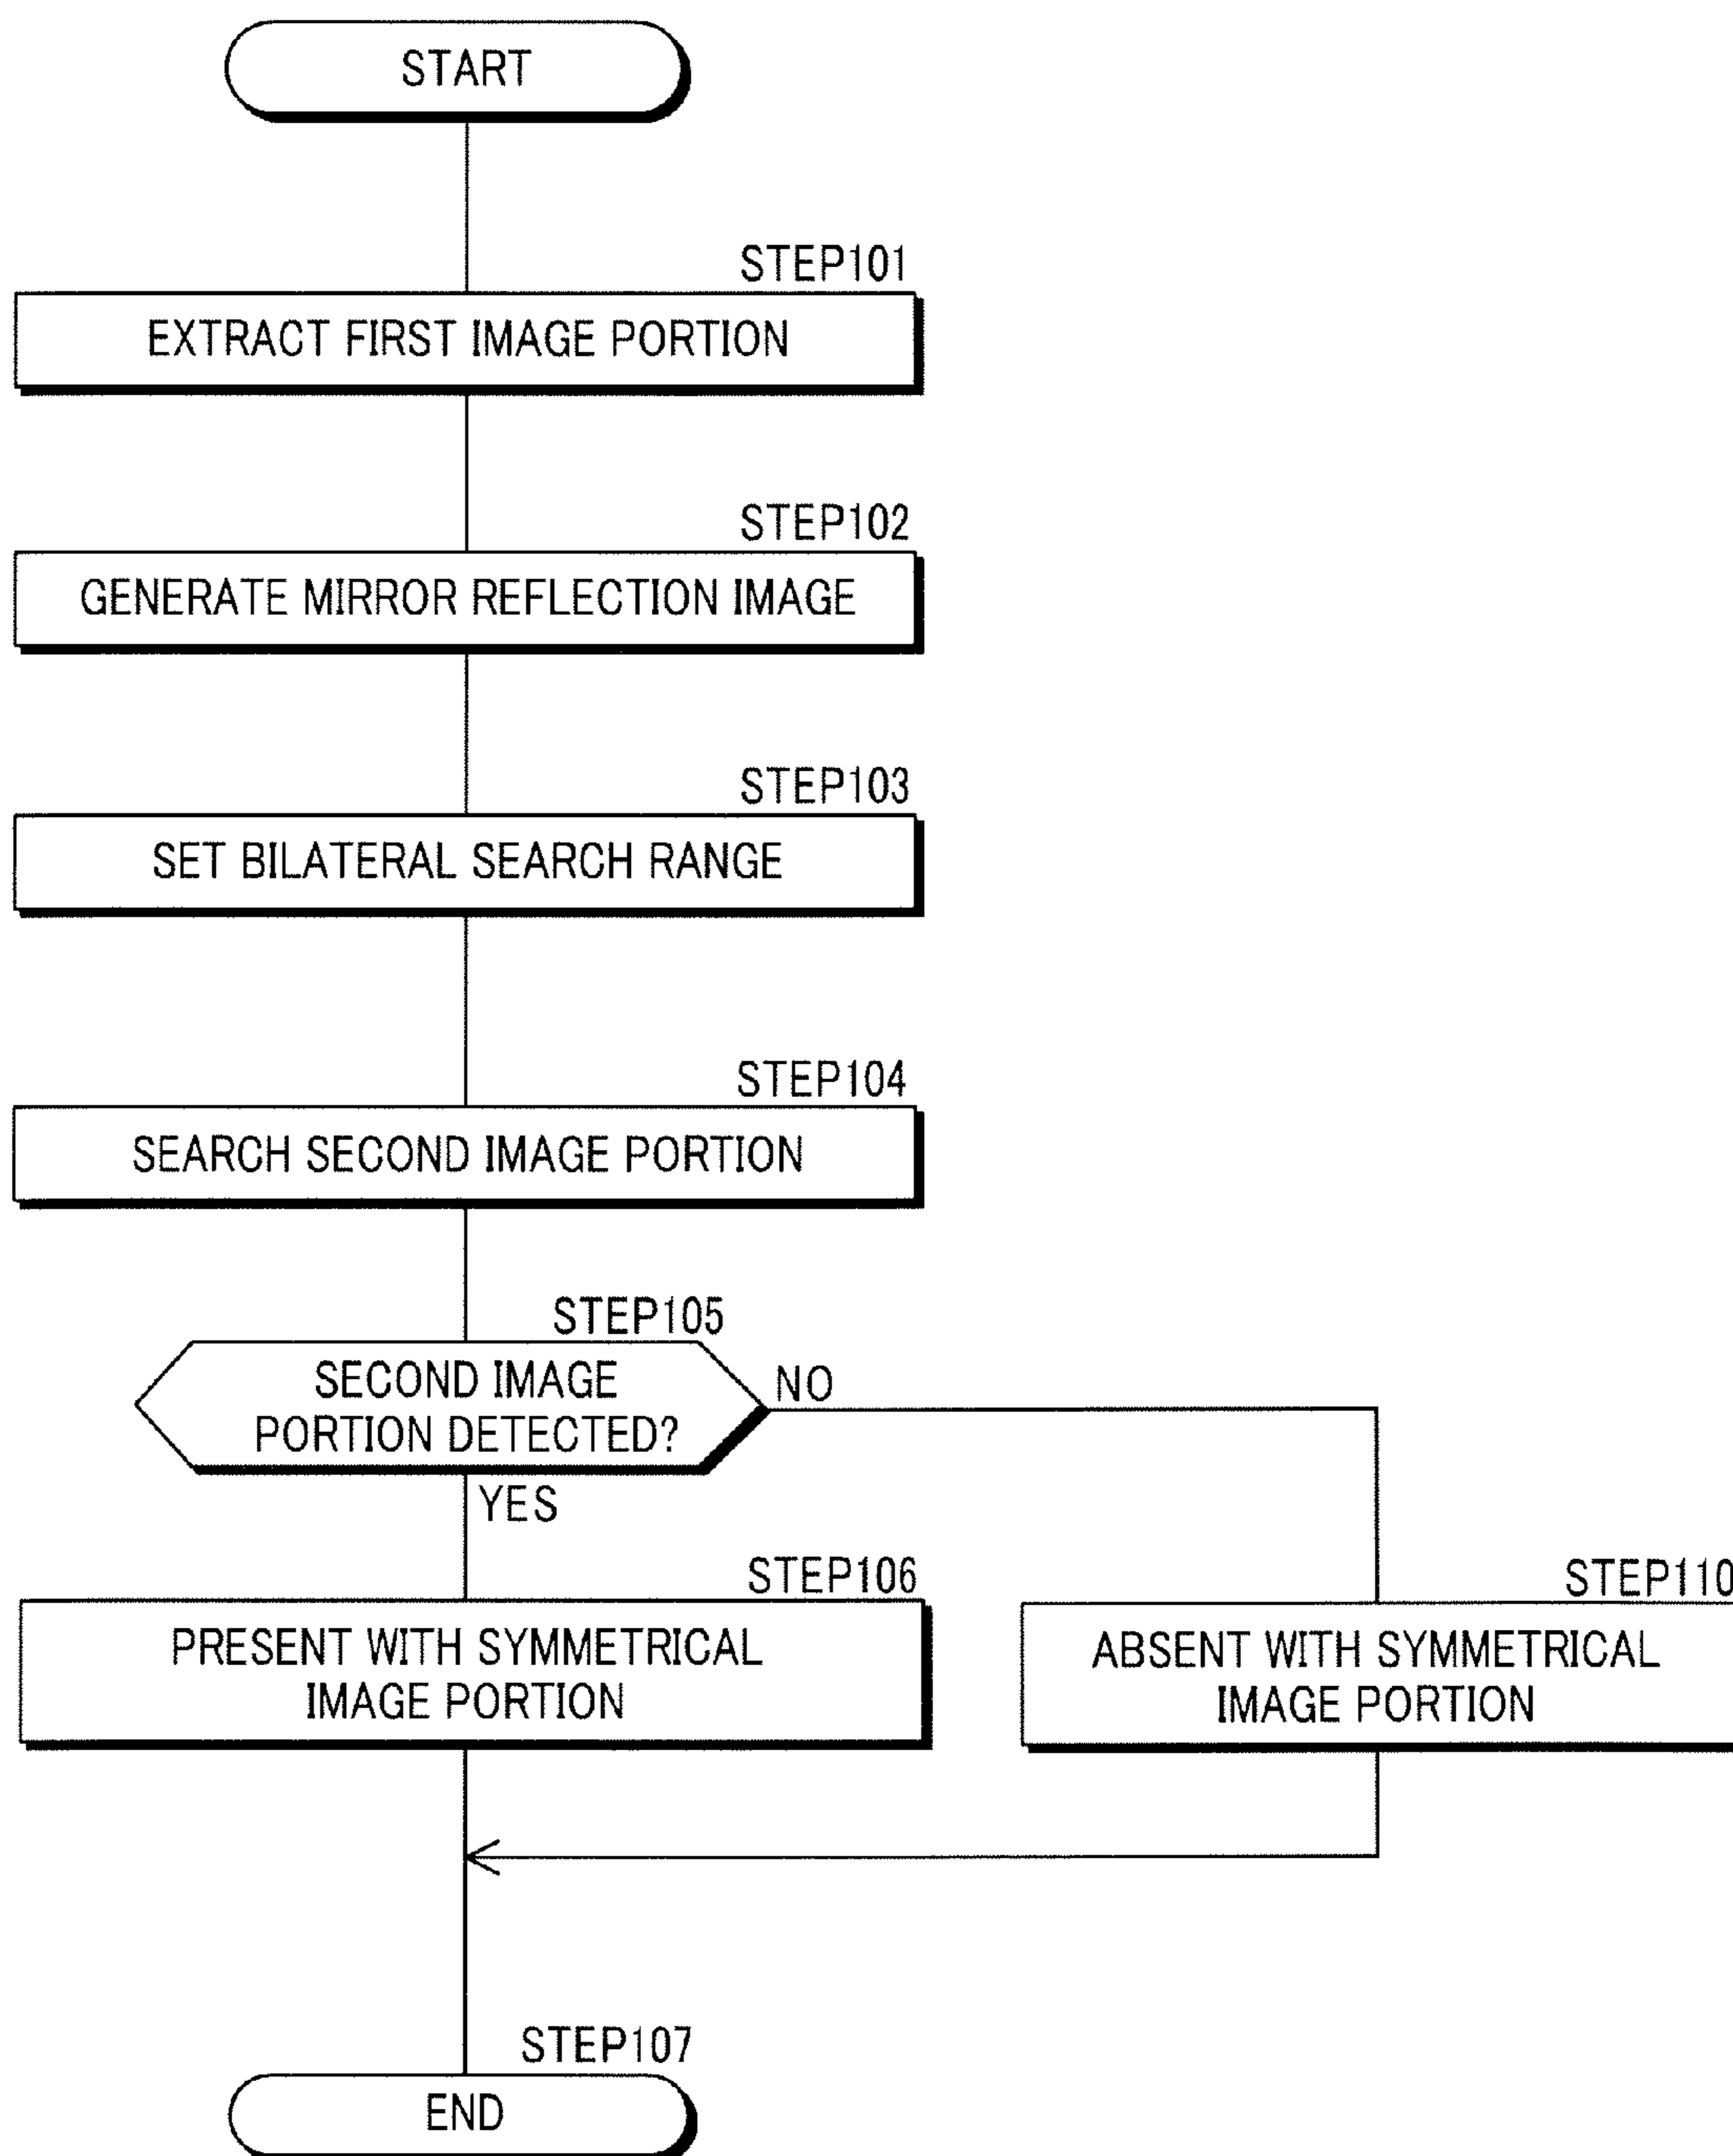 START
STEP101
EXTRACT FIRST IMAGE PORTION
STEP102
GENERATE MIRROR REFLECTION IMAGE
STEP103
SET BILATERAL SEARCH RANGE
STEP104
SEARCH SECOND IMAGE PORTION
STEP105
SECOND IMAGE
PORTION DETECTED?
NO
YES
STEP106
PRESENT WITH SYMMETRICAL
IMAGE PORTION
STEP110
ABSENT WITH SYMMETRICAL
IMAGE PORTION
STEP107
END